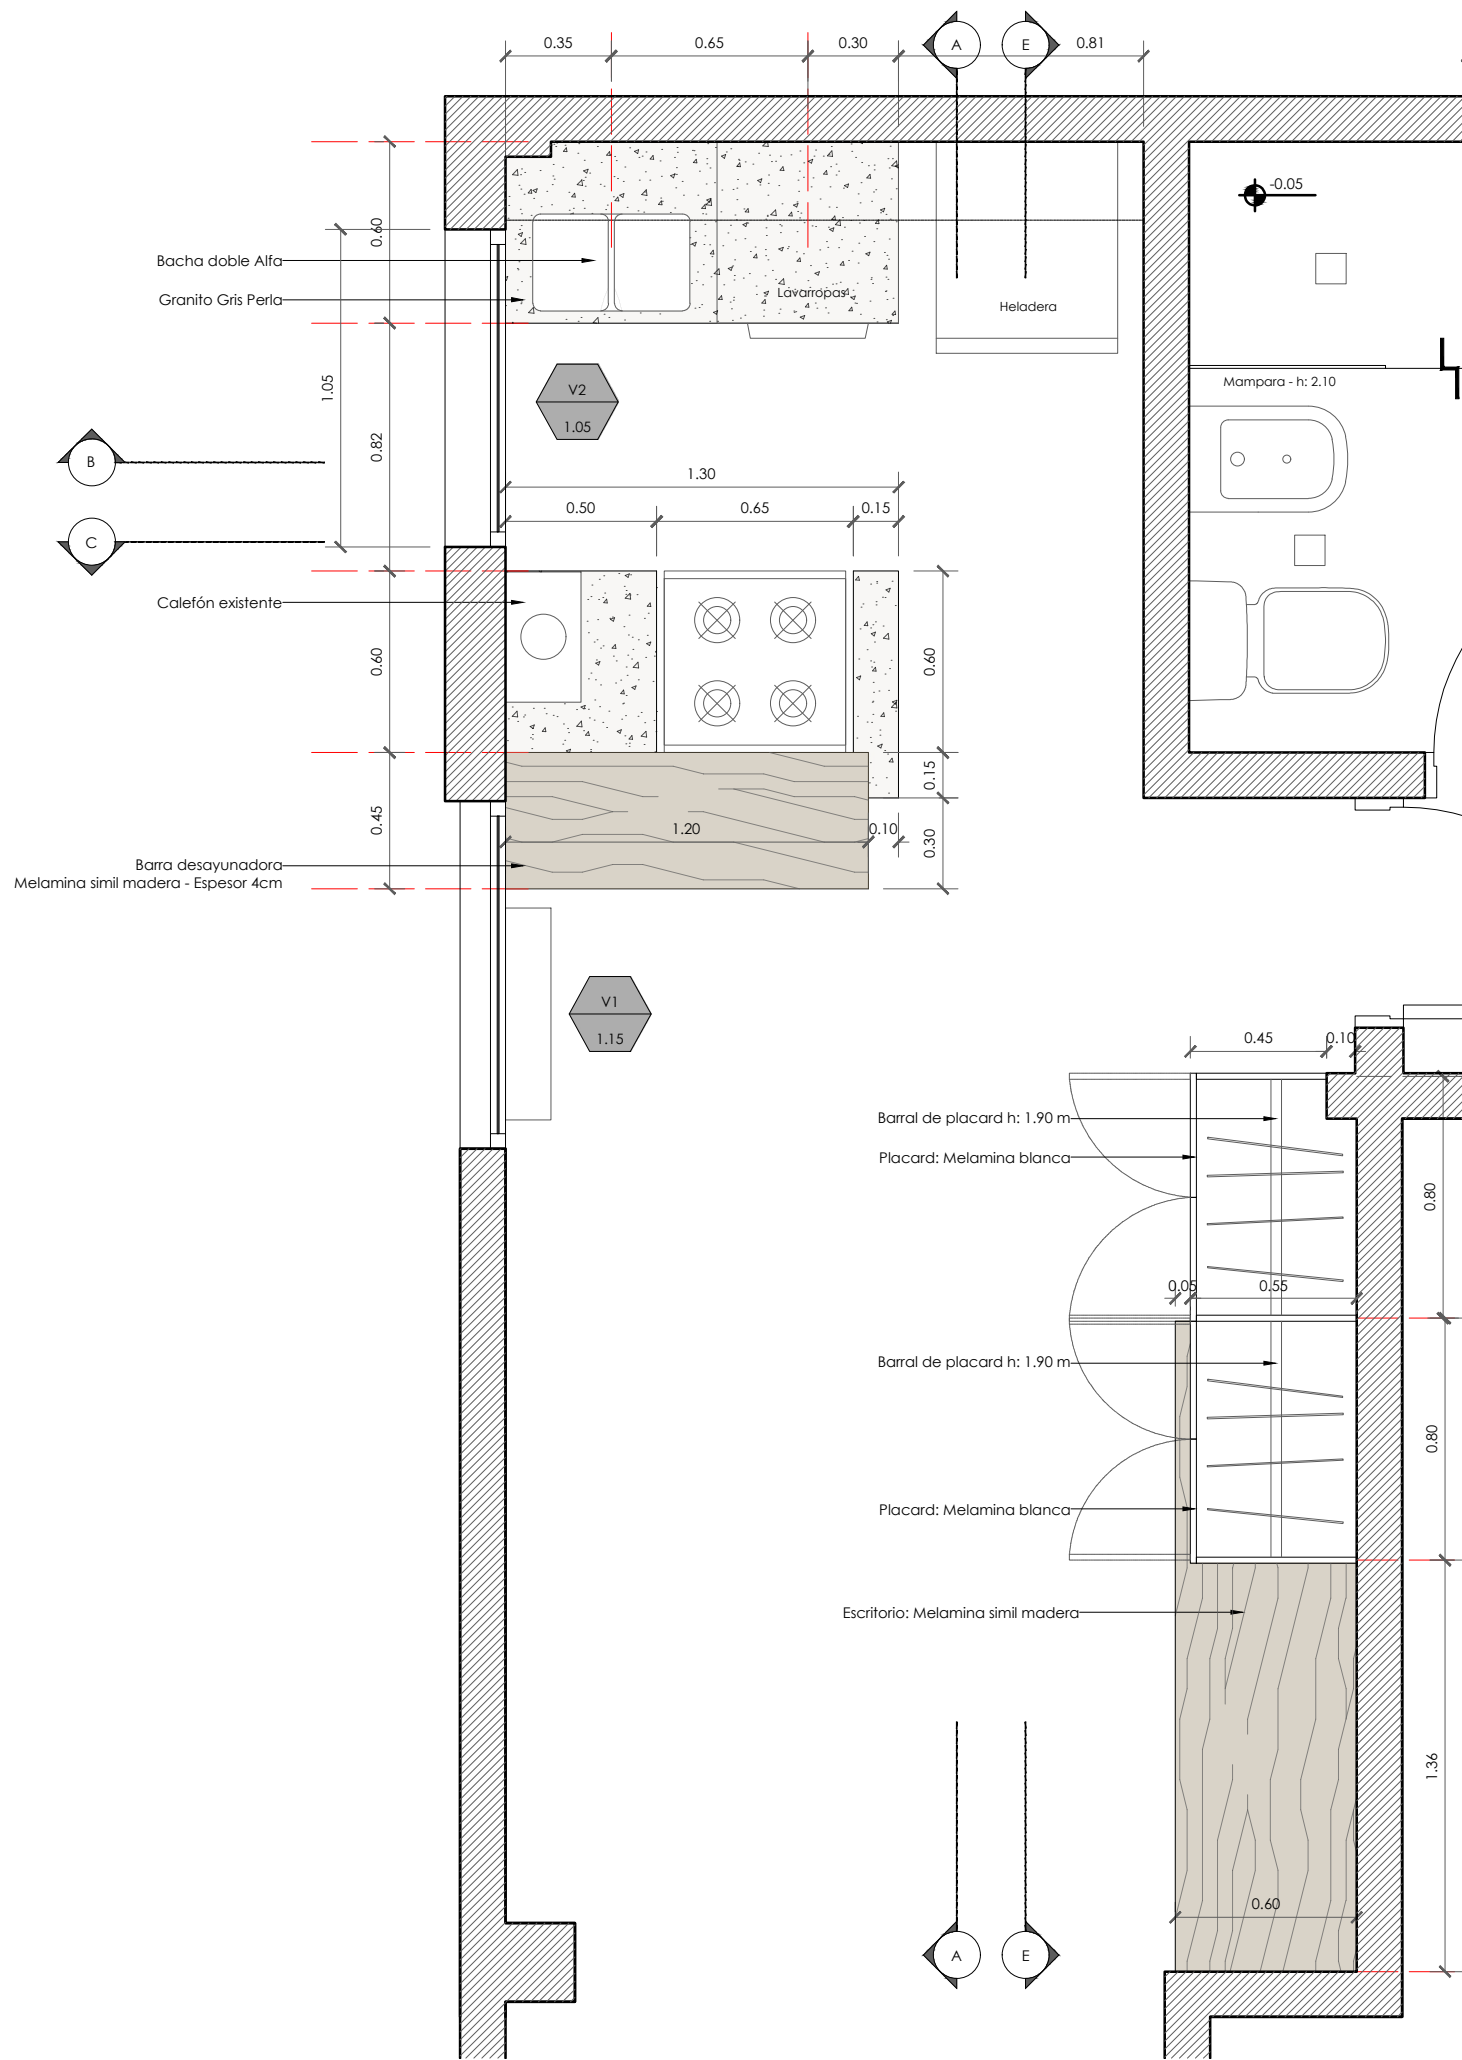 0.35
0.65
0.30
A
E
0.81
-0.05
0.60
Bacha doble Alfa
Granito Gris Perla
Lavarropas
Heladera
1.05
V2
1.05
Mampara - h: 2.10
0.82
B
1.30
0.50
0.65
0.15
C
Calefón existente
0.60
0.60
0.15
0.45
1.20
0.10
0.30
Barra desayunadora
Melamina simil madera - Espesor 4cm
V1
1.15
0.45
0.10
Barral de placard h: 1.90 m
Placard: Melamina blanca
0.80
0.05
0.55
Barral de placard h: 1.90 m
0.80
Placard: Melamina blanca
Escritorio: Melamina simil madera
1.36
0.60
A
E